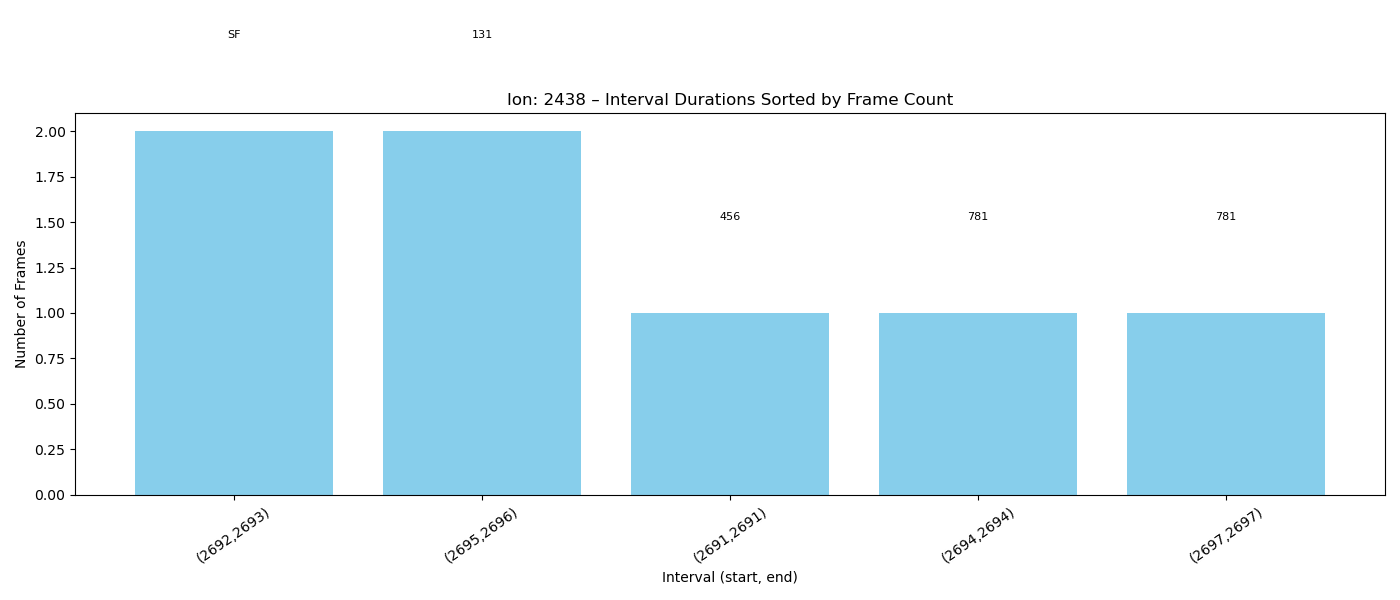 SF 131
Ion: 2438 – Interval Durations Sorted by Frame Count
2.00
1.75
1.50
1.25
1.00
0.75
0.50
0.25
0.00
Number of Frames
456 781 781
(2692,2693) (2695,2696) (2691,2691) (2694,2694) (2697,2697)
Interval (start, end)